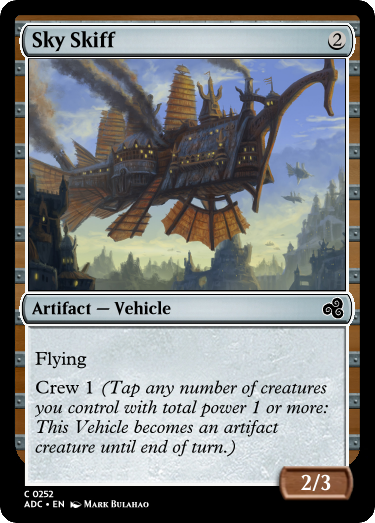 Sky Skiff 2
Artifact — Vehicle
Flying
Crew 1 (Tap any number of creatures
you control with total power 1 or more:
This Vehicle becomes an artifact
creature until end of turn.)
2/3
C 0252
ADC • EN Mark Bulahao